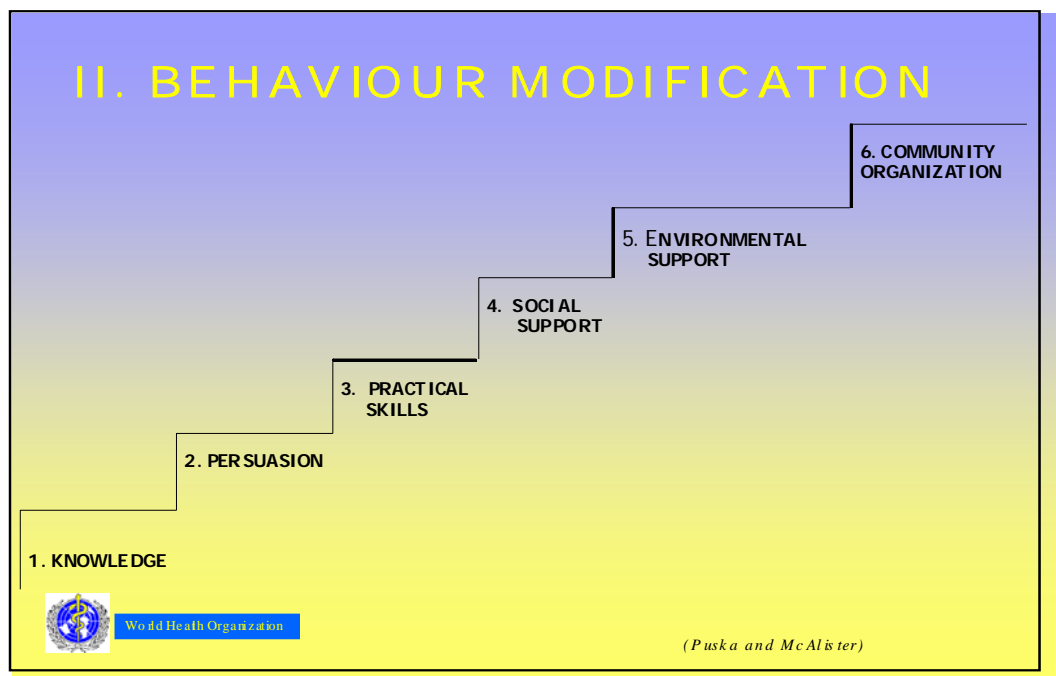 II. BEHAVIOUR MODIFICATION
6. COMMUNITY
ORGANIZATION
5. ENVIRONMENTAL
SUPPORT
4. SOCIAL
SUPPORT
3. PRACTICAL
SKILLS
2. PERSUASION
1. KNOWLEDGE
World Health Organization
(Puska and McAlister)